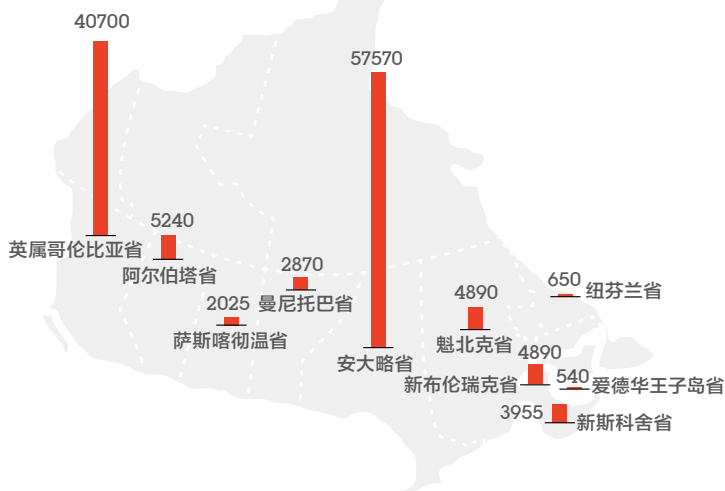 40700
英属哥伦比亚省
5240
阿尔伯塔省
2025
萨斯喀彻温省
2870
曼尼托巴省
57570
安大略省
4890
魁北克省
650
纽芬兰省
4890
新布伦瑞克省
540
爱德华王子岛省
3955
新斯科舍省